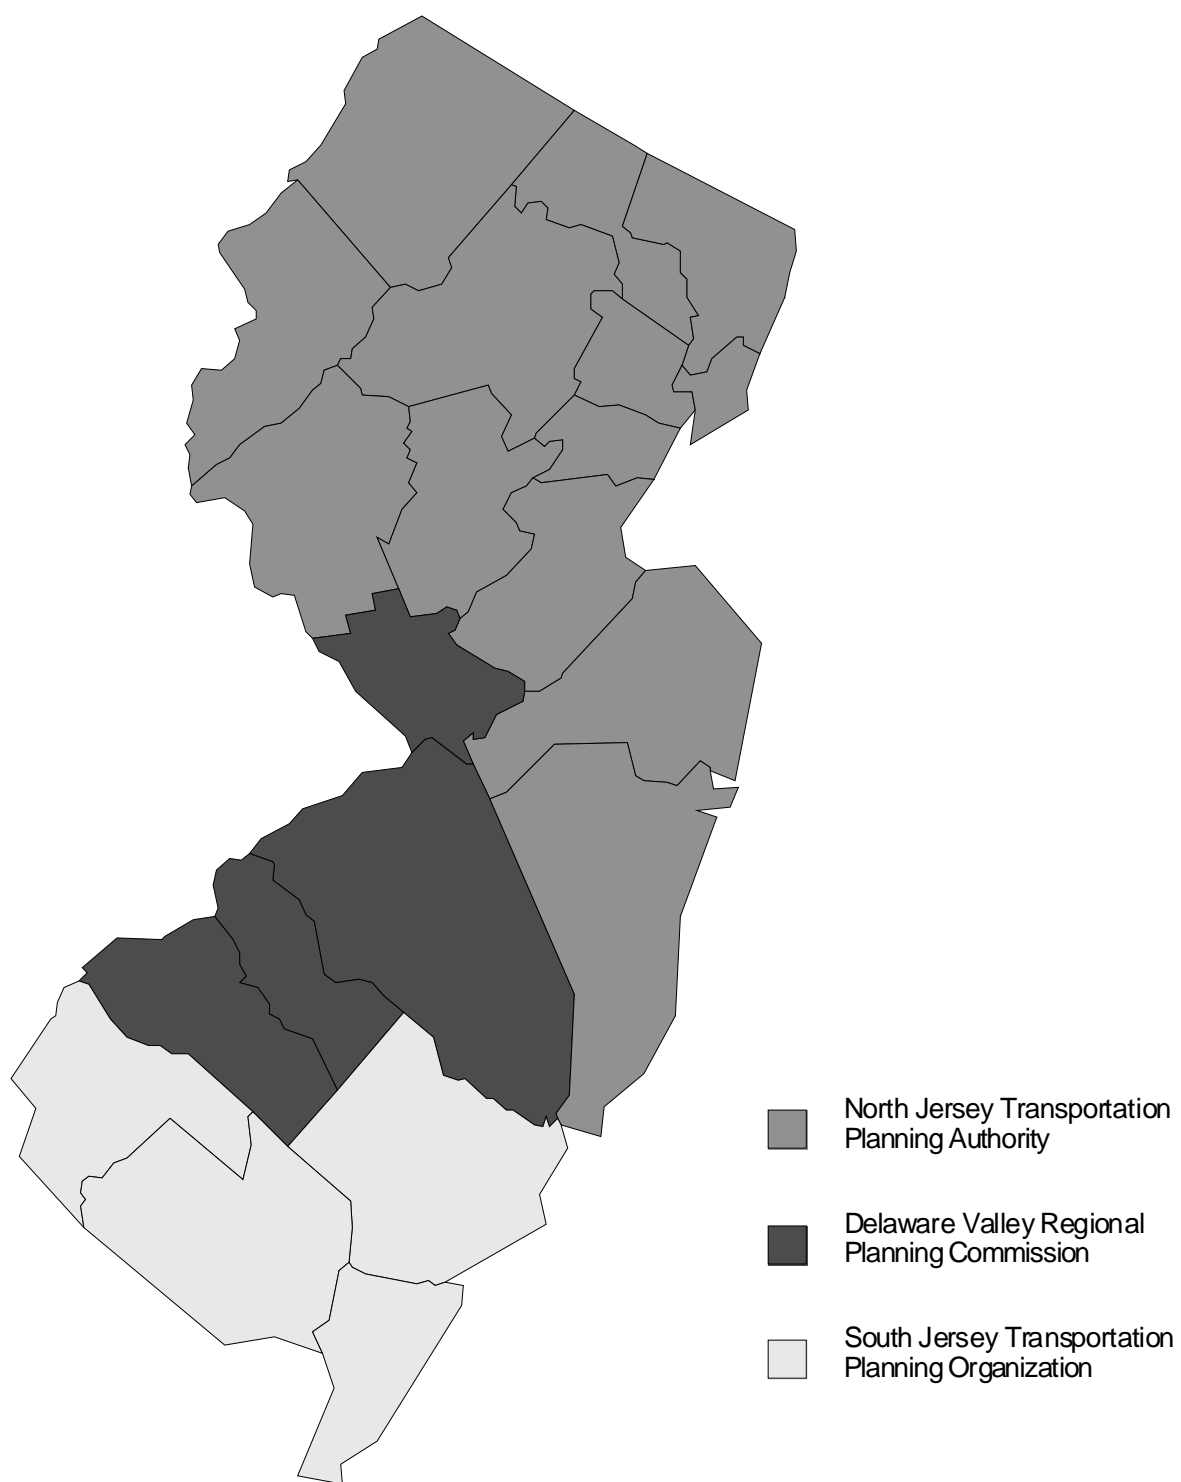 North Jersey Transportation
Planning Authority
Delaware Valley Regional
Planning Commission
South Jersey Transportation
Planning Organization